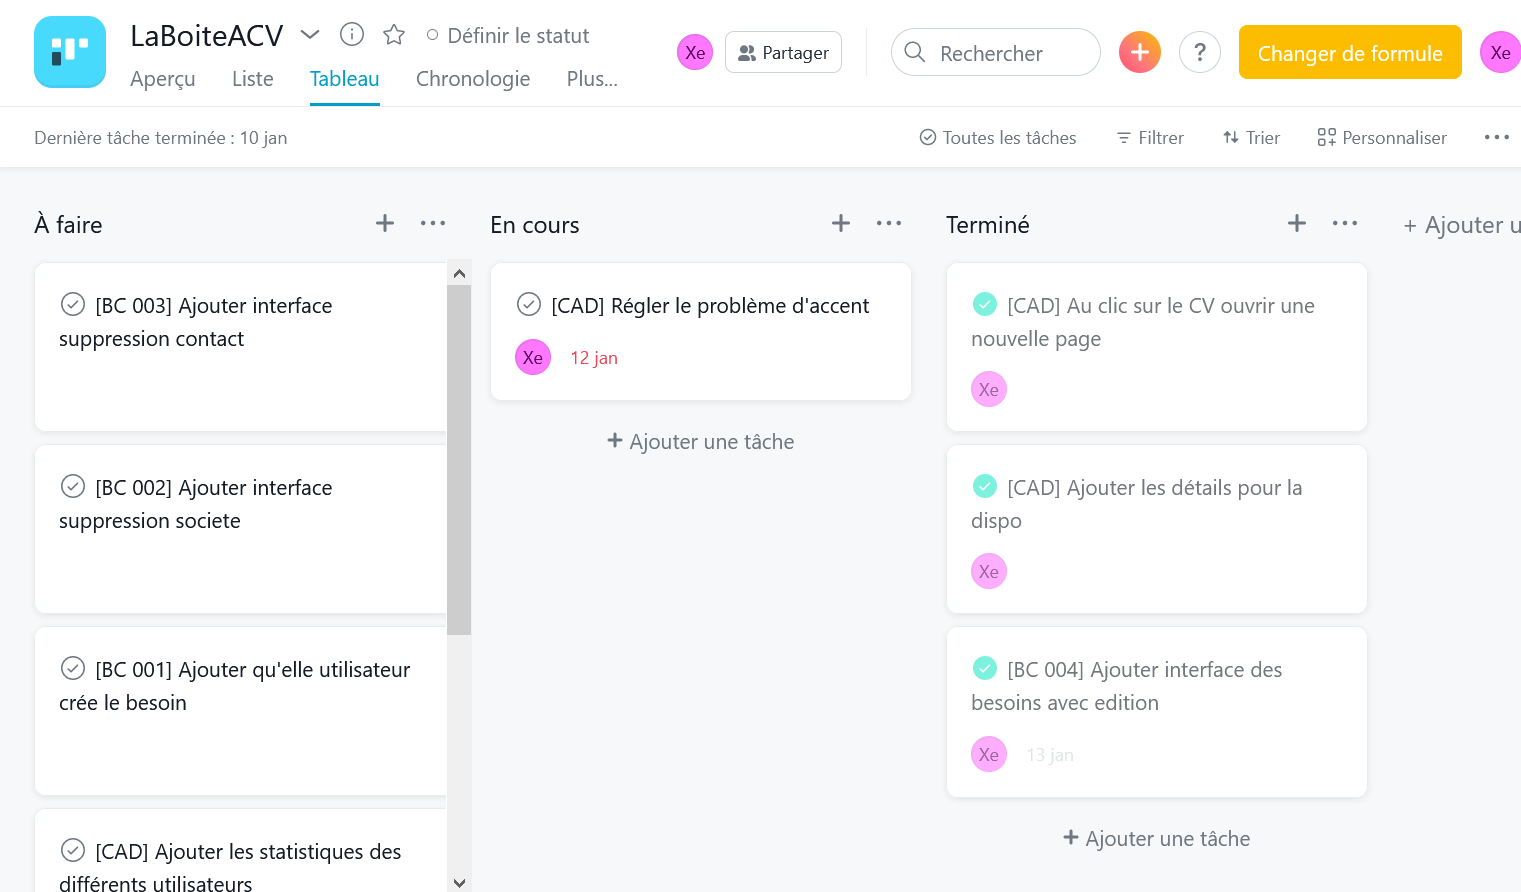 LaBoiteACV
Définir le statut
Xe
Partager
Rechercher
?
Changer de formule
Xe
Aperçu
Liste
Tableau
Chronologie
Plus...
Dernière tâche terminée : 10 jan
Toutes les tâches
Filtrer
Trier
Personnaliser
À faire
[BC 003] Ajouter interface
suppression contact
[BC 002] Ajouter interface
suppression societe
[BC 001] Ajouter qu'elle utilisateur
crée le besoin
[CAD] Ajouter les statistiques des
différents utilisateurs
En cours
[CAD] Régler le problème d'accent
Xe
12 jan
+ Ajouter une tâche
Terminé
[CAD] Au clic sur le CV ouvrir une
nouvelle page
Xe
[CAD] Ajouter les détails pour la
dispo
Xe
[BC 004] Ajouter interface des
besoins avec edition
Xe
13 jan
+ Ajouter une tâche
+ Ajouter u